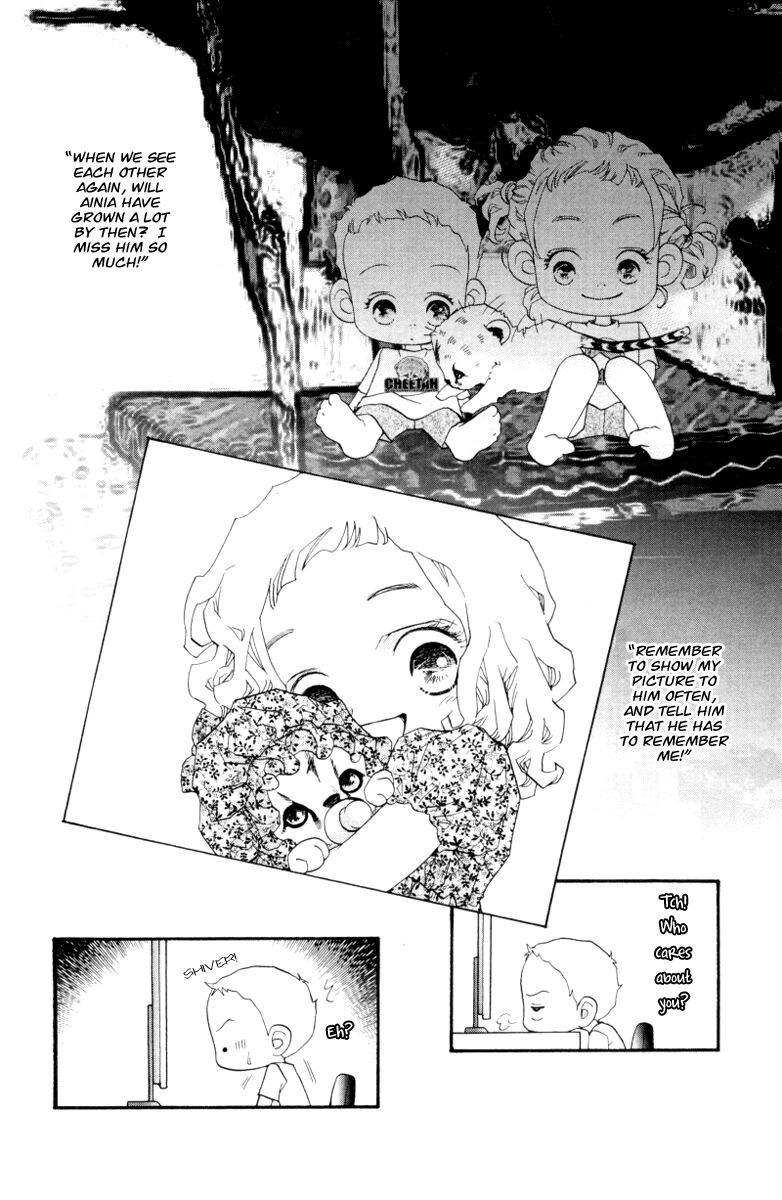 "WHEN WE SEE
EACH OTHER
AGAIN, WILL
AINIA HAVE
GROWN A LOT
BY THEN? I
MISS HIM SO
MUCH!"
CHEETAH
"REMEMBER
TO SHOW MY
PICTURE TO
HIM OFTEN,
AND TELL HIM
THAT HE HAS
TO REMEMBER
ME!"
Tch!
Who
cares
about
you?
SHIVER!
Eh?